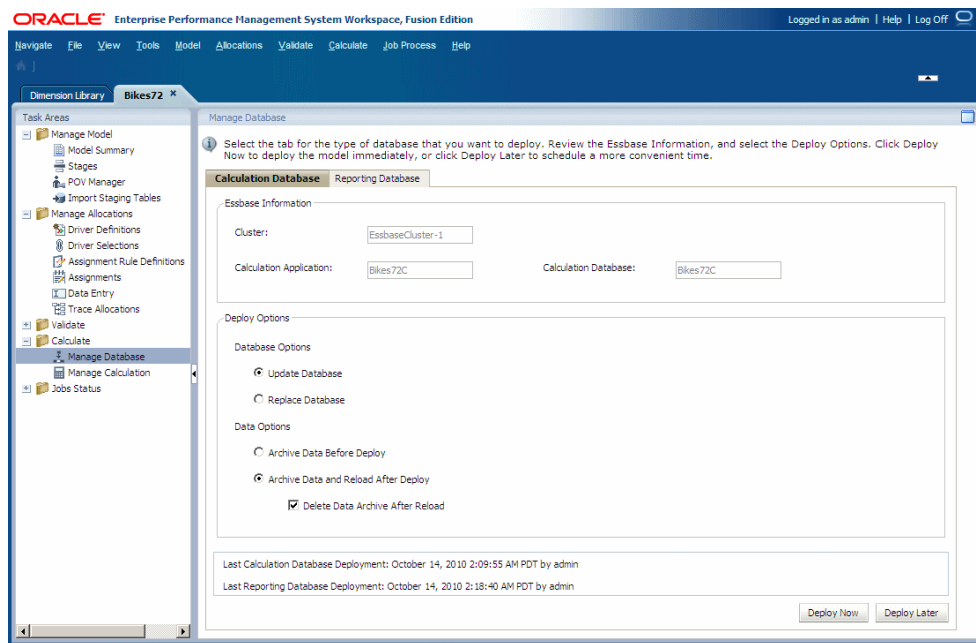 ORACLE Enterprise Performance Management System Workspace, Fusion Edition
Logged in as admin | Help | Log Off
Navigate File View Tools Model Allocations Validate Calculate Job Process Help
Dimension Library Bikes72 ×
Task Areas
Manage Model
Model Summary
Stages
POV Manager
Import Staging Tables
Manage Allocations
Driver Definitions
Driver Selections
Assignment Rule Definitions
Assignments
Data Entry
Trace Allocations
Validate
Calculate
Manage Database
Manage Calculation
Jobs Status
Manage Database
Select the tab for the type of database that you want to deploy. Review the Essbase Information, and select the Deploy Options. Click Deploy
Now to deploy the model immediately, or click Deploy Later to schedule a more convenient time.
Calculation Database Reporting Database
Essbase Information
Cluster: EssbaseCluster-1
Calculation Application: Bikes72C Calculation Database: Bikes72C
Deploy Options
Database Options
Update Database
Replace Database
Data Options
Archive Data Before Deploy
Archive Data and Reload After Deploy
Delete Data Archive After Reload
Last Calculation Database Deployment: October 14, 2010 2:09:55 AM PDT by admin
Last Reporting Database Deployment: October 14, 2010 2:18:40 AM PDT by admin
Deploy Now Deploy Later